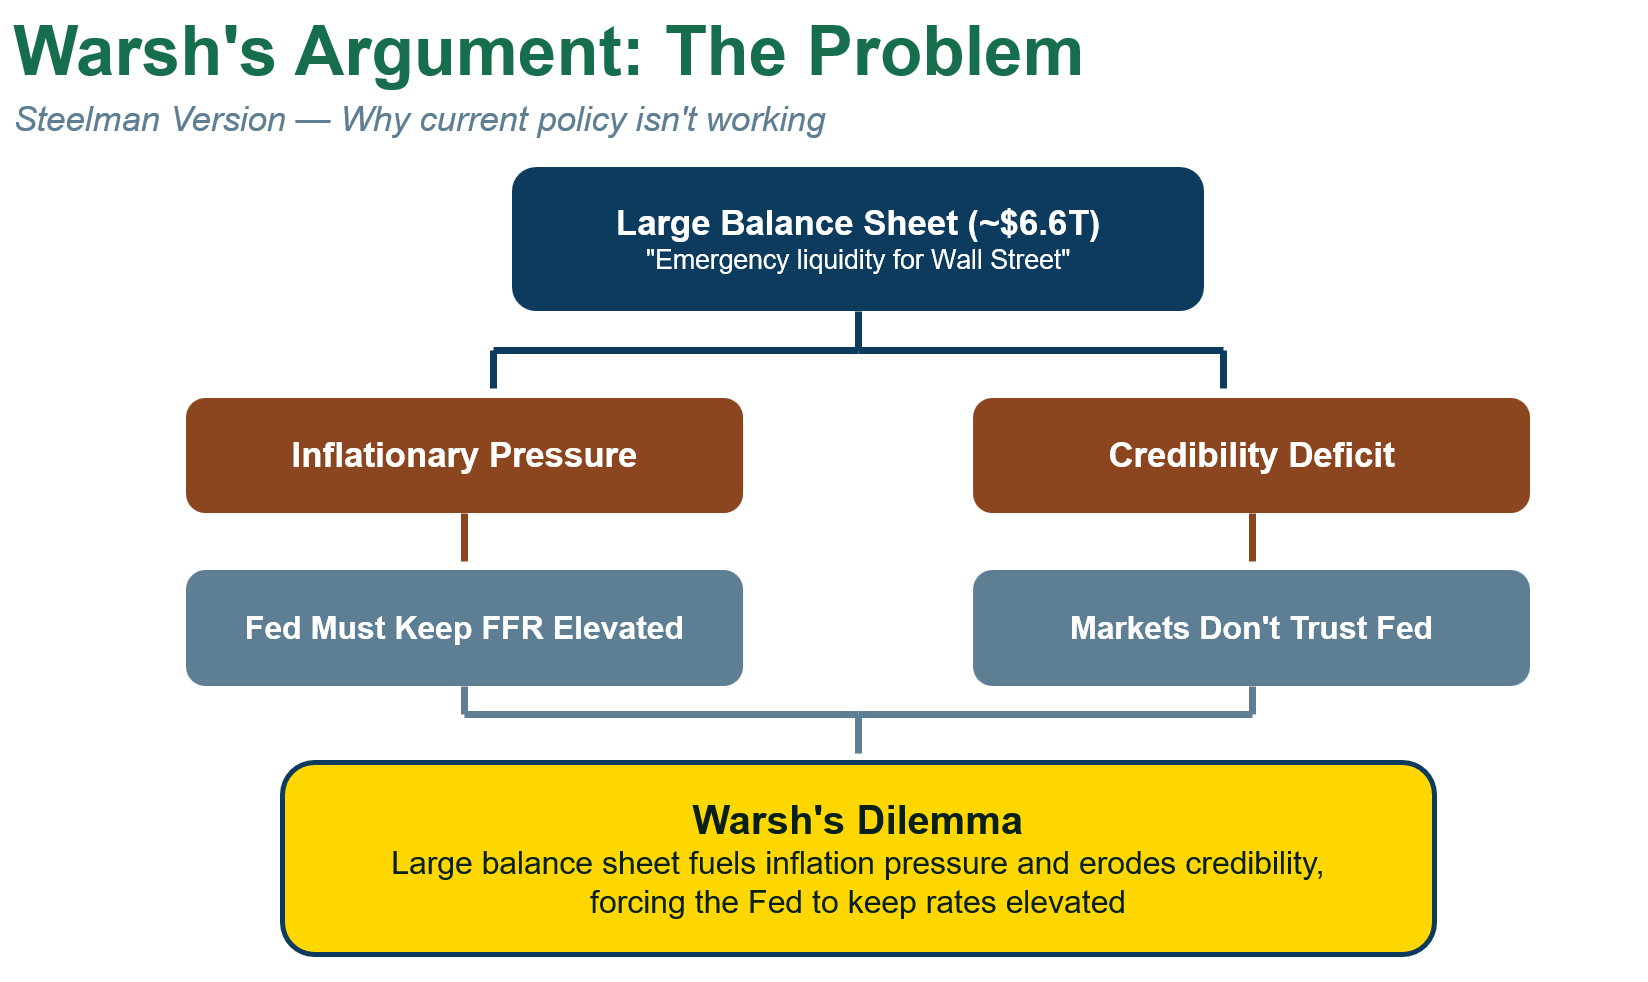 Warsh's Argument: The Problem
Steelman Version — Why current policy isn't working
Large Balance Sheet (~$6.6T)
"Emergency liquidity for Wall Street"
Inflationary Pressure
Credibility Deficit
Fed Must Keep FFR Elevated
Markets Don't Trust Fed
Warsh's Dilemma
Large balance sheet fuels inflation pressure and erodes credibility,
forcing the Fed to keep rates elevated